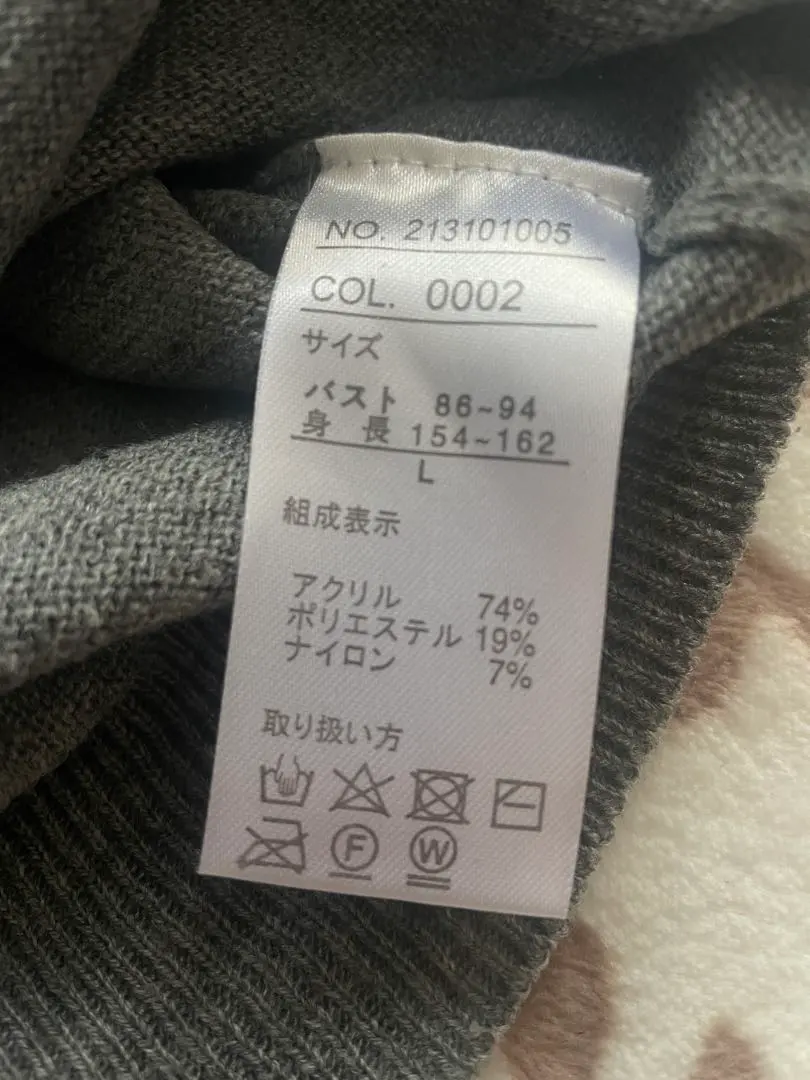 NO. 213101005
COL. 0002
サイズ
バスト 86~94
身 長 154~162
L
組成表示
アクリル 74%
ポリエステル 19%
ナイロン 7%
取り扱い方
F W